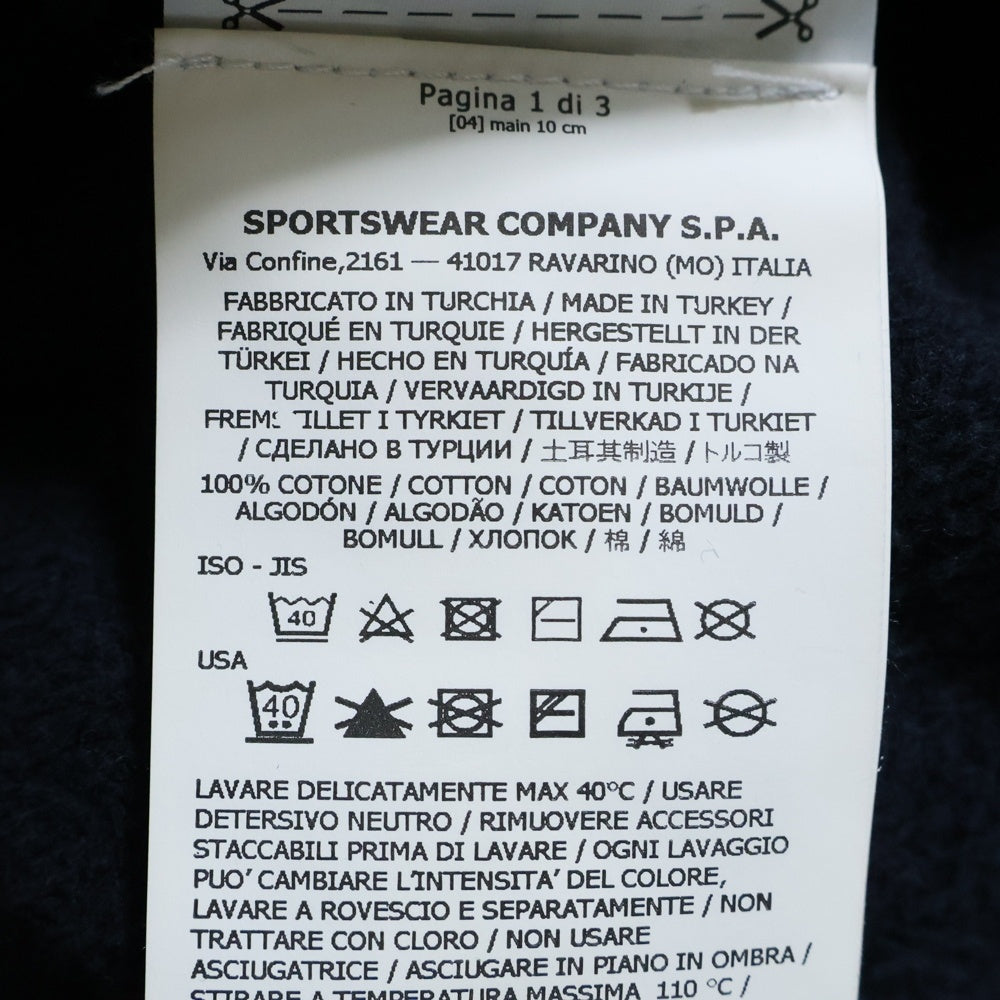 Pagina 1 di 3
[04] main 10 cm
SPORTSWEAR COMPANY S.P.A.
Via Confine,2161 — 41017 RAVARINO (MO) ITALIA
FABBRICATO IN TURCHIA / MADE IN TURKEY /
FABRIQUÉ EN TURQUIE / HERGESTELLT IN DER
TÜRKEI / HECHO EN TURQUÍA / FABRICADO NA
TURQUIA / VERVAARDIGD IN TURKIJE /
I TYRKIET / TILLVERKAD I TURKIET
/ СДЕЛАНО В ТУРЦИИ / 土耳其制造 / トルコ製
100% COTONE / COTTON / COTON / BAUMWOLLE /
ALGODÓN / ALGODÃO / KATOEN / BOMULD /
BOMULL / ХЛОПОК / 棉 / 綿
ISO - JIS
40
USA
40
LAVARE DELICATAMENTE MAX 40°C / USARE
DETERSIVO NEUTRO / RIMUOVERE ACCESSORI
STACCABILI PRIMA DI LAVARE / OGNI LAVAGGIO
PUO' CAMBIARE L'INTENSITA' DEL COLORE,
LAVARE A ROVESCIO E SEPARATAMENTE / NON
TRATTARE CON CLORO / NON USARE
ASCIUGATRICE / ASCIUGARE IN PIANO IN OMBRA /
STIRARE A TEMPERATURA MASSIMA 110 °C /